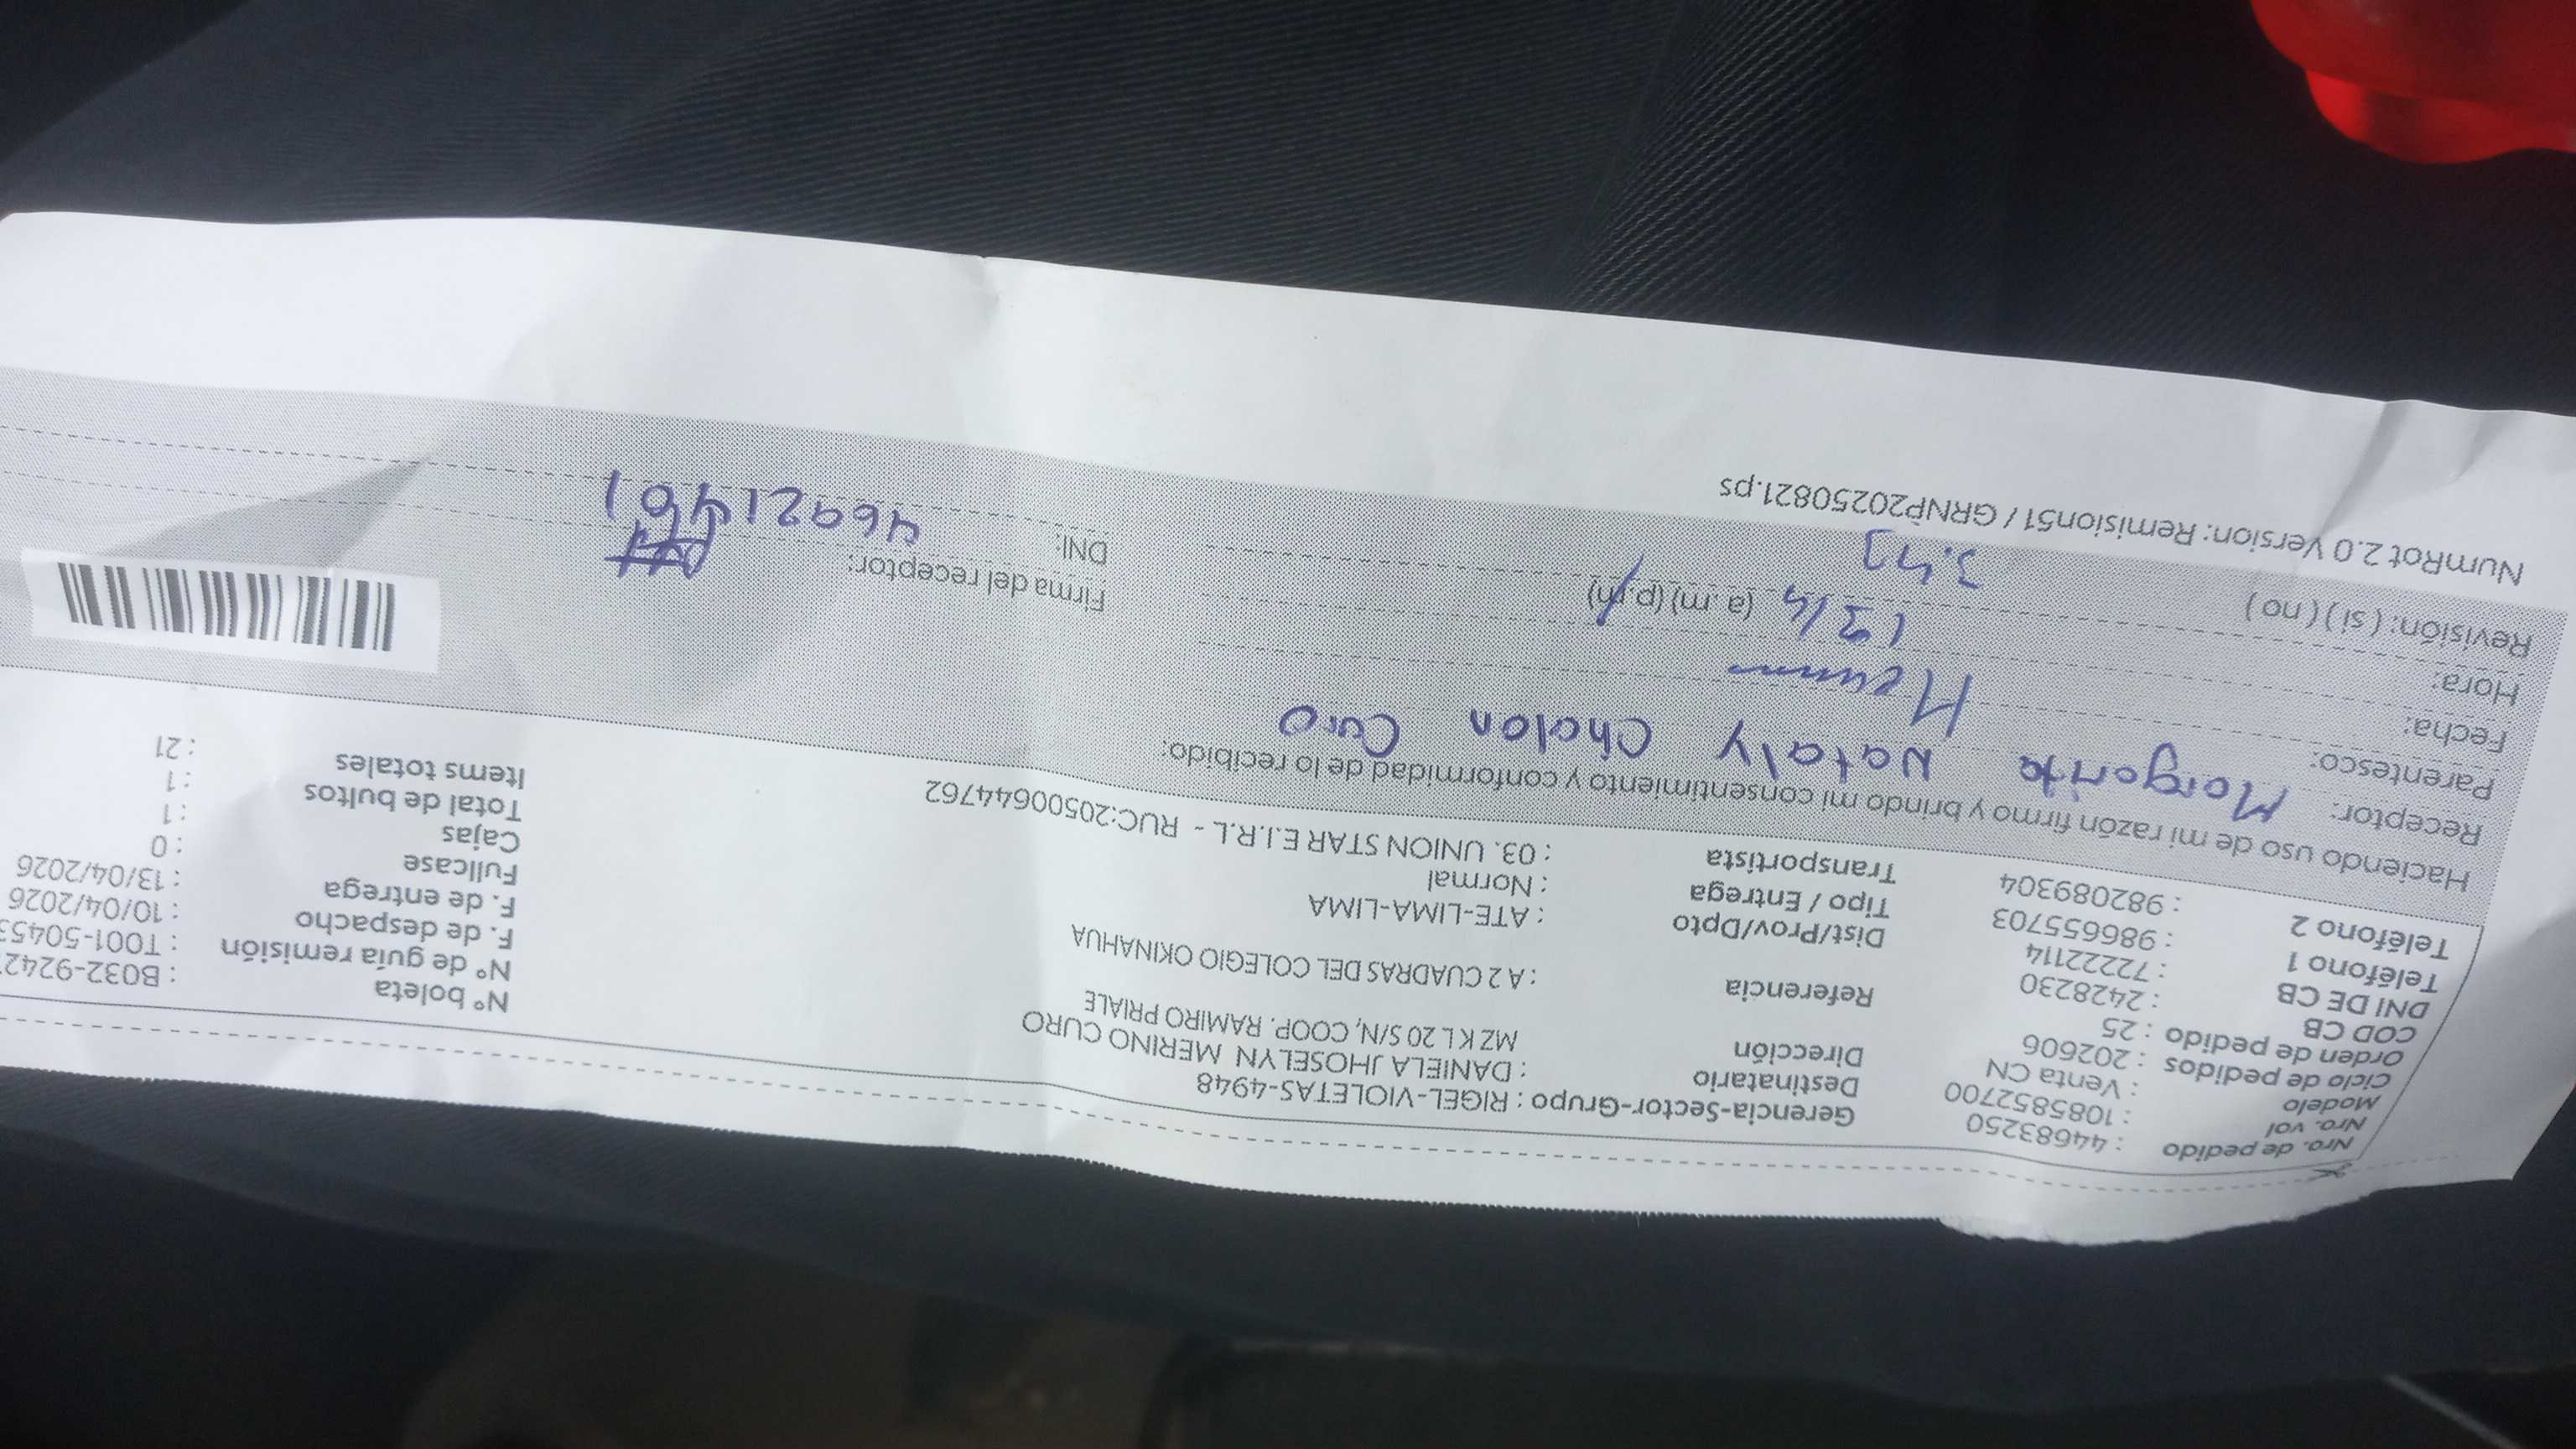 Nro. de pedido : 44683250
Nro. vol : 1085852700
Modelo : Venta CN
Ciclo de pedidos : 202606
Orden de pedido : 25
COD CB : 2428230
DNI DE CB : 72222114
Teléfono 1 : 986655703
Teléfono 2 : 982089304
Gerencia-Sector-Grupo : RIGEL-VIOLETAS-4948
Destinatario : DANIELA JHOSELYN MERINO CURO
Dirección MZ K L 20 S/N, COOP. RAMIRO PRIALE
Referencia : A 2 CUADRAS DEL COLEGIO OKINAHUA
Dist/Prov/Dpto : ATE-LIMA-LIMA
Tipo / Entrega : Normal
Transportista : 03. UNION STAR E.I.R.L - RUC:20500644762
N° boleta : B032-9242
N° de guía remisión : T001-50453
F. de despacho : 10/04/2026
F. de entrega : 13/04/2026
Fullcase : 0
Cajas : 1
Total de bultos : 1
Items totales : 21
Haciendo uso de mi razón firmo y brindo mi consentimiento y conformidad de lo recibido:
Receptor: Margarita Nataly Chalon Curo
Parentesco:
Fecha: 13/4
Hora: 3:43 (a. m) (p.m)
Revisión: ( si ) ( no )
Firma del receptor:
DNI: 46921461
NumRot 2.0 Version: Remision51 / GRNP20250821.ps